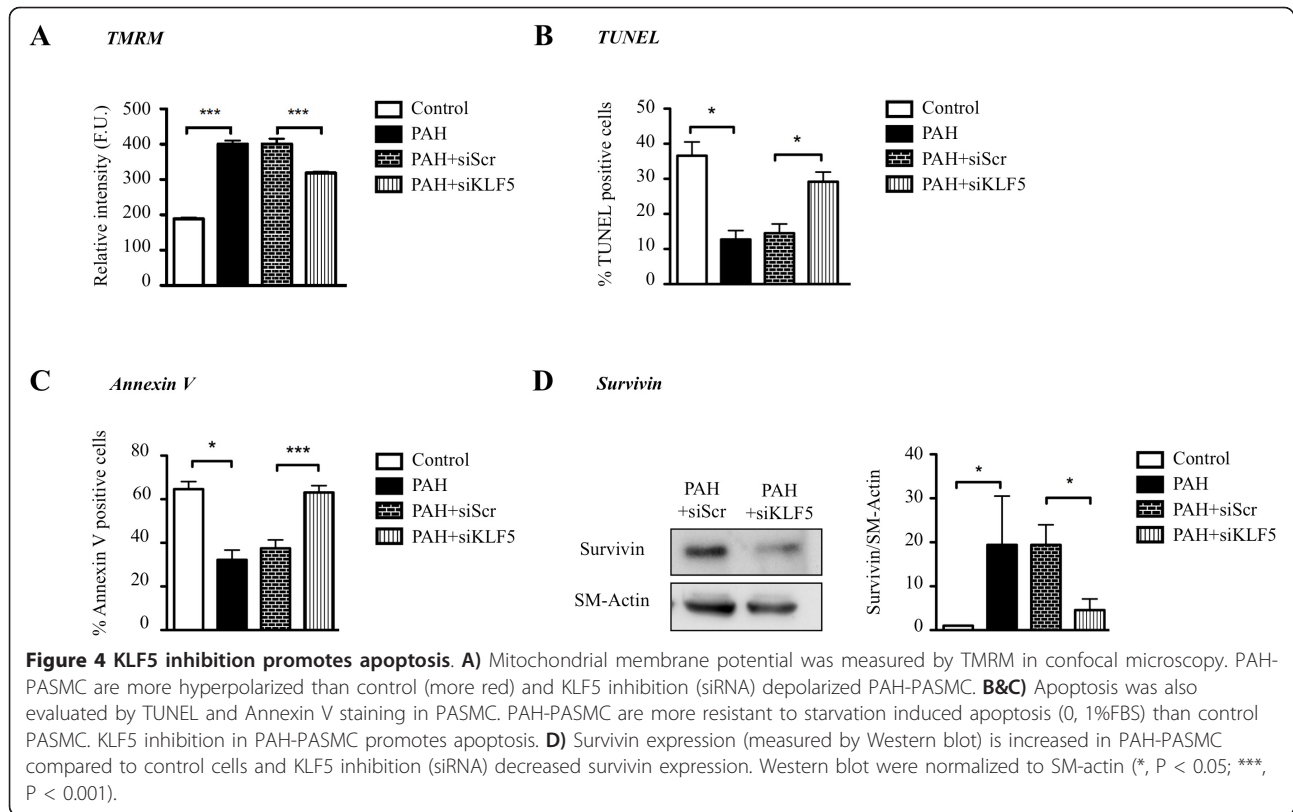 A TMRM
Relative intensity (F.U.)
500
400
300
200
100
0
***
***
Control
PAH
PAH+siScr
PAH+siKLF5
B TUNEL
% TUNEL positive cells
50
40
30
20
10
0
*
*
Control
PAH
PAH+siScr
PAH+siKLF5
C Annexin V
% Annexin V positive cells
80
60
40
20
0
*
***
Control
PAH
PAH+siScr
PAH+siKLF5
D Survivin
PAH PAH
+siScr +siKLF5
Survivin
SM-Actin
Survivin/SM-Actin
40
30
20
10
0
*
*
Control
PAH
PAH+siScr
PAH+siKLF5
Figure 4 KLF5 inhibition promotes apoptosis. A) Mitochondrial membrane potential was measured by TMRM in confocal microscopy. PAH-
PASMC are more hyperpolarized than control (more red) and KLF5 inhibition (siRNA) depolarized PAH-PASMC. B&C) Apoptosis was also
evaluated by TUNEL and Annexin V staining in PASMC. PAH-PASMC are more resistant to starvation induced apoptosis (0, 1%FBS) than control
PASMC. KLF5 inhibition in PAH-PASMC promotes apoptosis. D) Survivin expression (measured by Western blot) is increased in PAH-PASMC
compared to control cells and KLF5 inhibition (siRNA) decreased survivin expression. Western blot were normalized to SM-actin (*, P < 0.05; ***,
P < 0.001).